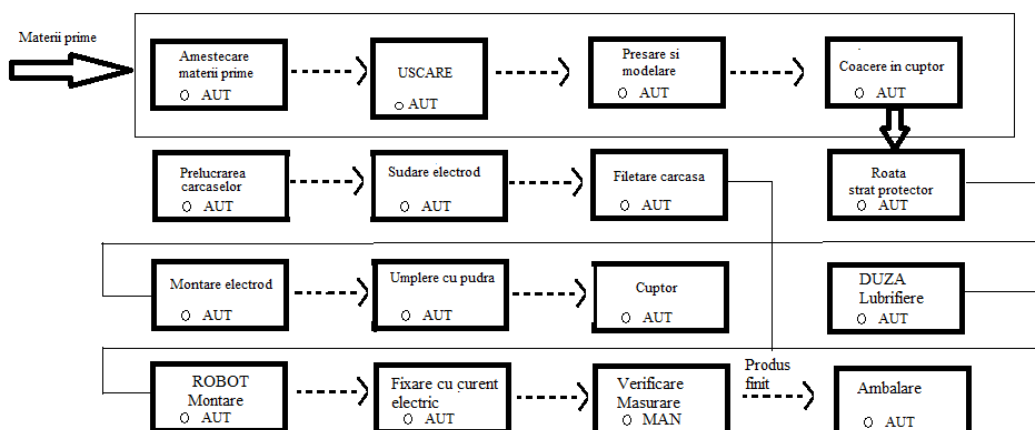 Materii prime
Amestecare
materii prime
O AUT
USCARE
O AUT
Presare si
modelare
O AUT
Coacere in cuptor
O AUT
Prelucrarea
carcaselor
O AUT
Sudare electrod
O AUT
Filetare carcasa
O AUT
Roata
strat protector
O AUT
Montare electrod
O AUT
Umplere cu pudra
O AUT
Cuptor
O AUT
DUZA
Lubrifiere
O AUT
ROBOT
Montare
O AUT
Fixare cu curent
electric
O AUT
Verificare
Masurare
O MAN
Produs
finit
Ambalare
O AUT